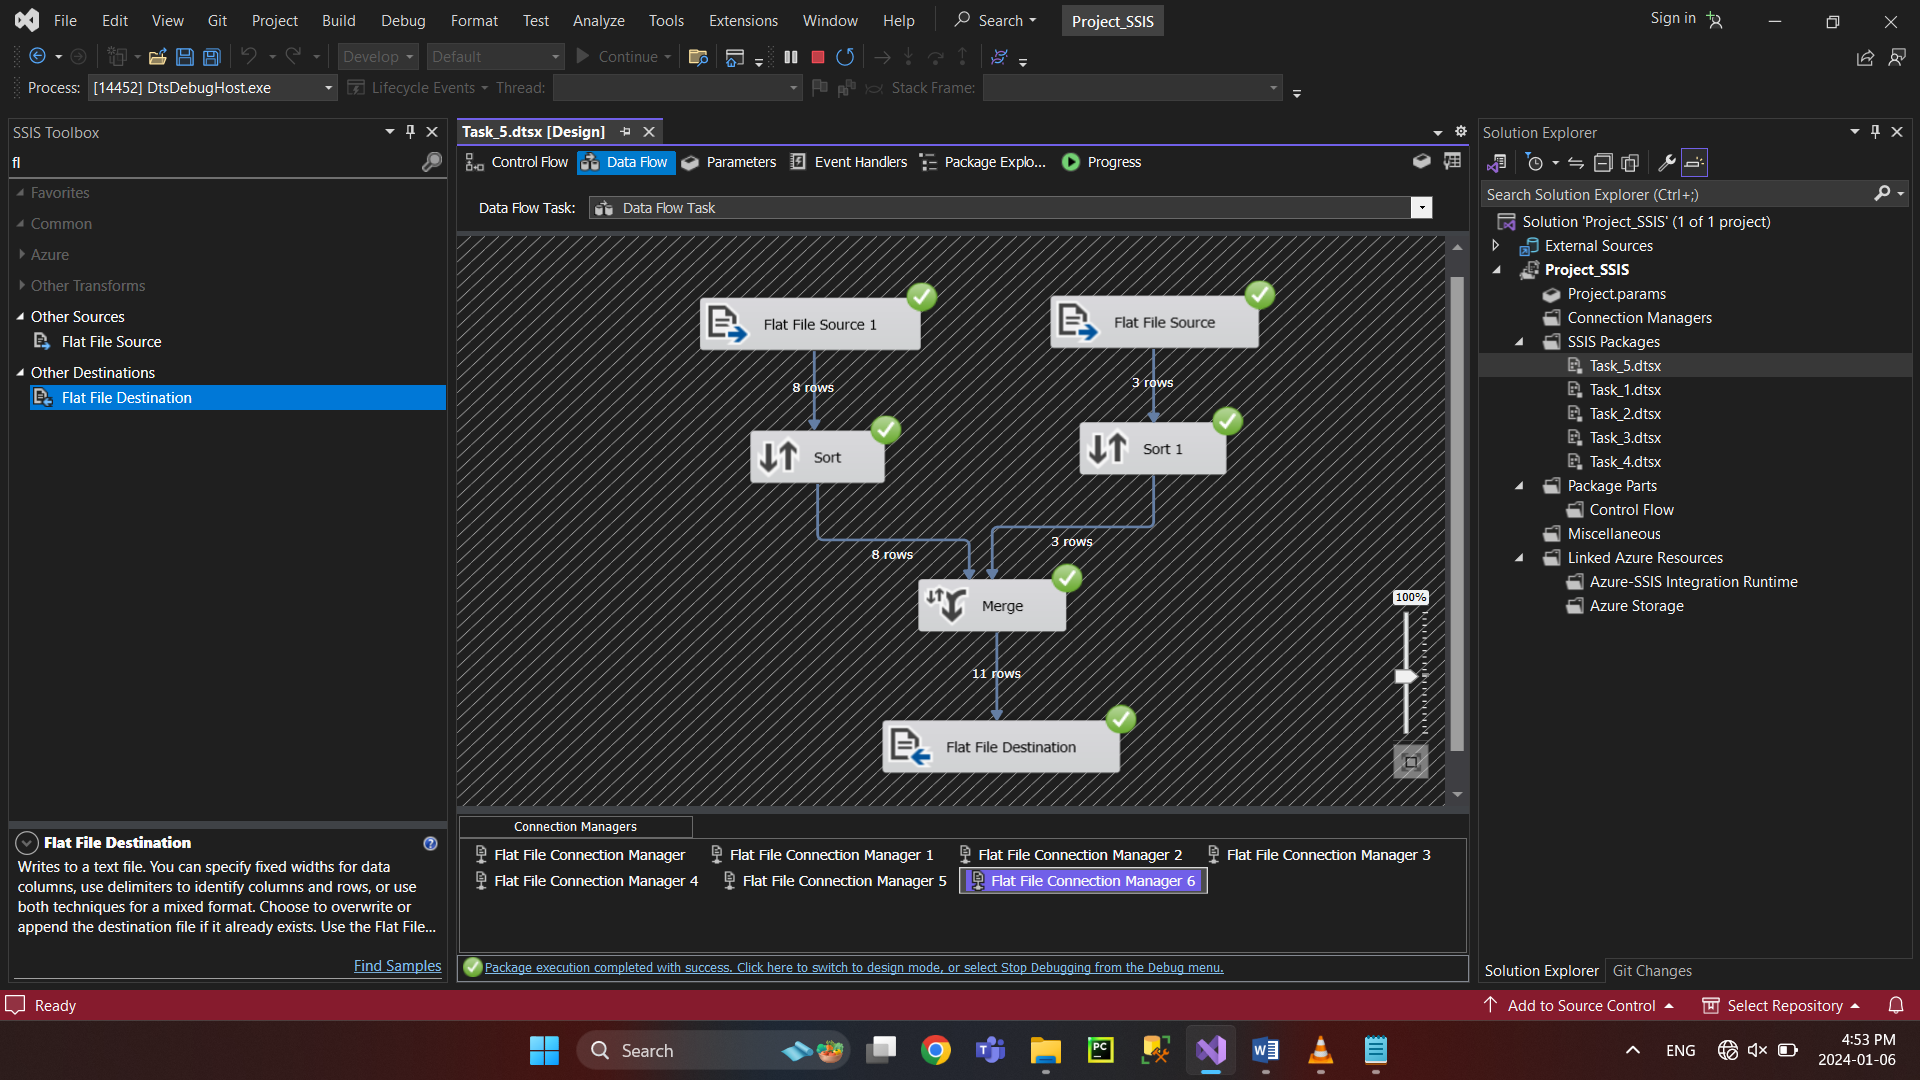 File Edit View Git Project Build Debug Format Test Analyze Tools Extensions Window Help Search Project_SSIS Sign in
Develop Default Continue
Process: [14452] DtsDebugHost.exe Lifecycle Events Thread: Stack Frame:
SSIS Toolbox
fl
Favorites
Common
Azure
Other Transforms
Other Sources
Flat File Source
Other Destinations
Flat File Destination
Flat File Destination
Writes to a text file. You can specify fixed widths for data
columns, use delimiters to identify columns and rows, or use
both techniques for a mixed format. Choose to overwrite or
append the destination file if it already exists. Use the Flat File...
Find Samples
Task_5.dtsx [Design]
Control Flow Data Flow Parameters Event Handlers Package Explo... Progress
Data Flow Task: Data Flow Task
Flat File Source 1
Flat File Source
8 rows
3 rows
Sort
Sort 1
8 rows
3 rows
Merge
11 rows
Flat File Destination
100%
Connection Managers
Flat File Connection Manager Flat File Connection Manager 1 Flat File Connection Manager 2 Flat File Connection Manager 3
Flat File Connection Manager 4 Flat File Connection Manager 5 Flat File Connection Manager 6
Package execution completed with success. Click here to switch to design mode, or select Stop Debugging from the Debug menu.
Solution Explorer
Search Solution Explorer (Ctrl+;)
Solution 'Project_SSIS' (1 of 1 project)
External Sources
Project_SSIS
Project.params
Connection Managers
SSIS Packages
Task_5.dtsx
Task_1.dtsx
Task_2.dtsx
Task_3.dtsx
Task_4.dtsx
Package Parts
Control Flow
Miscellaneous
Linked Azure Resources
Azure-SSIS Integration Runtime
Azure Storage
Solution Explorer Git Changes
Ready Add to Source Control Select Repository
Search
PC
ENG
4:53 PM
2024-01-06